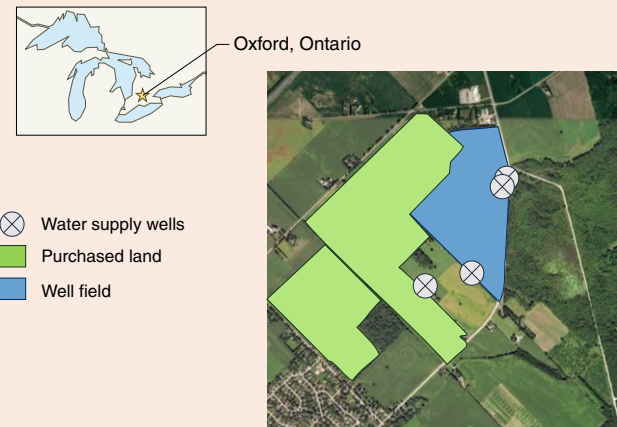 Oxford, Ontario
Water supply wells
Purchased land
Well field